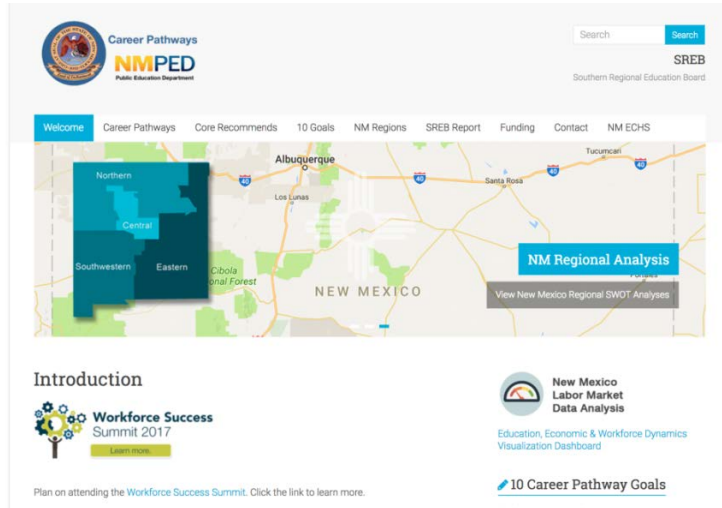 Career Pathways
NMPED
Public Education Department
Search
Search
SREB
Southern Regional Education Board
Welcome
Career Pathways
Core Recommends
10 Goals
NM Regions
SREB Report
Funding
Contact
NM ECHS
Northern
Central
Southwestern
Eastern
Albuquerque
Los Lunas
40
40
40
40
Santa Rosa
Tucumcari
Cibola
onal Forest
NEW MEXICO
NM Regional Analysis
View New Mexico Regional SWOT Analyses
Introduction
Workforce Success
Summit 2017
Learn more.
Plan on attending the Workforce Success Summit. Click the link to learn more.
New Mexico
Labor Market
Data Analysis
Education, Economic & Workforce Dynamics
Visualization Dashboard
10 Career Pathway Goals